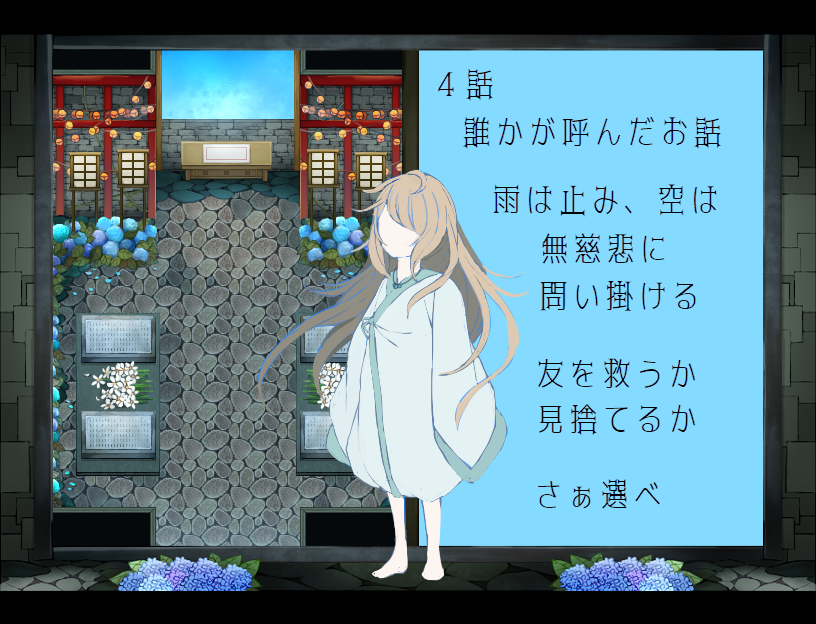 4話
誰かが呼んだお話
雨は止み、空は
無慈悲に
問い掛ける
友を救うか
見捨てるか
さぁ選べ